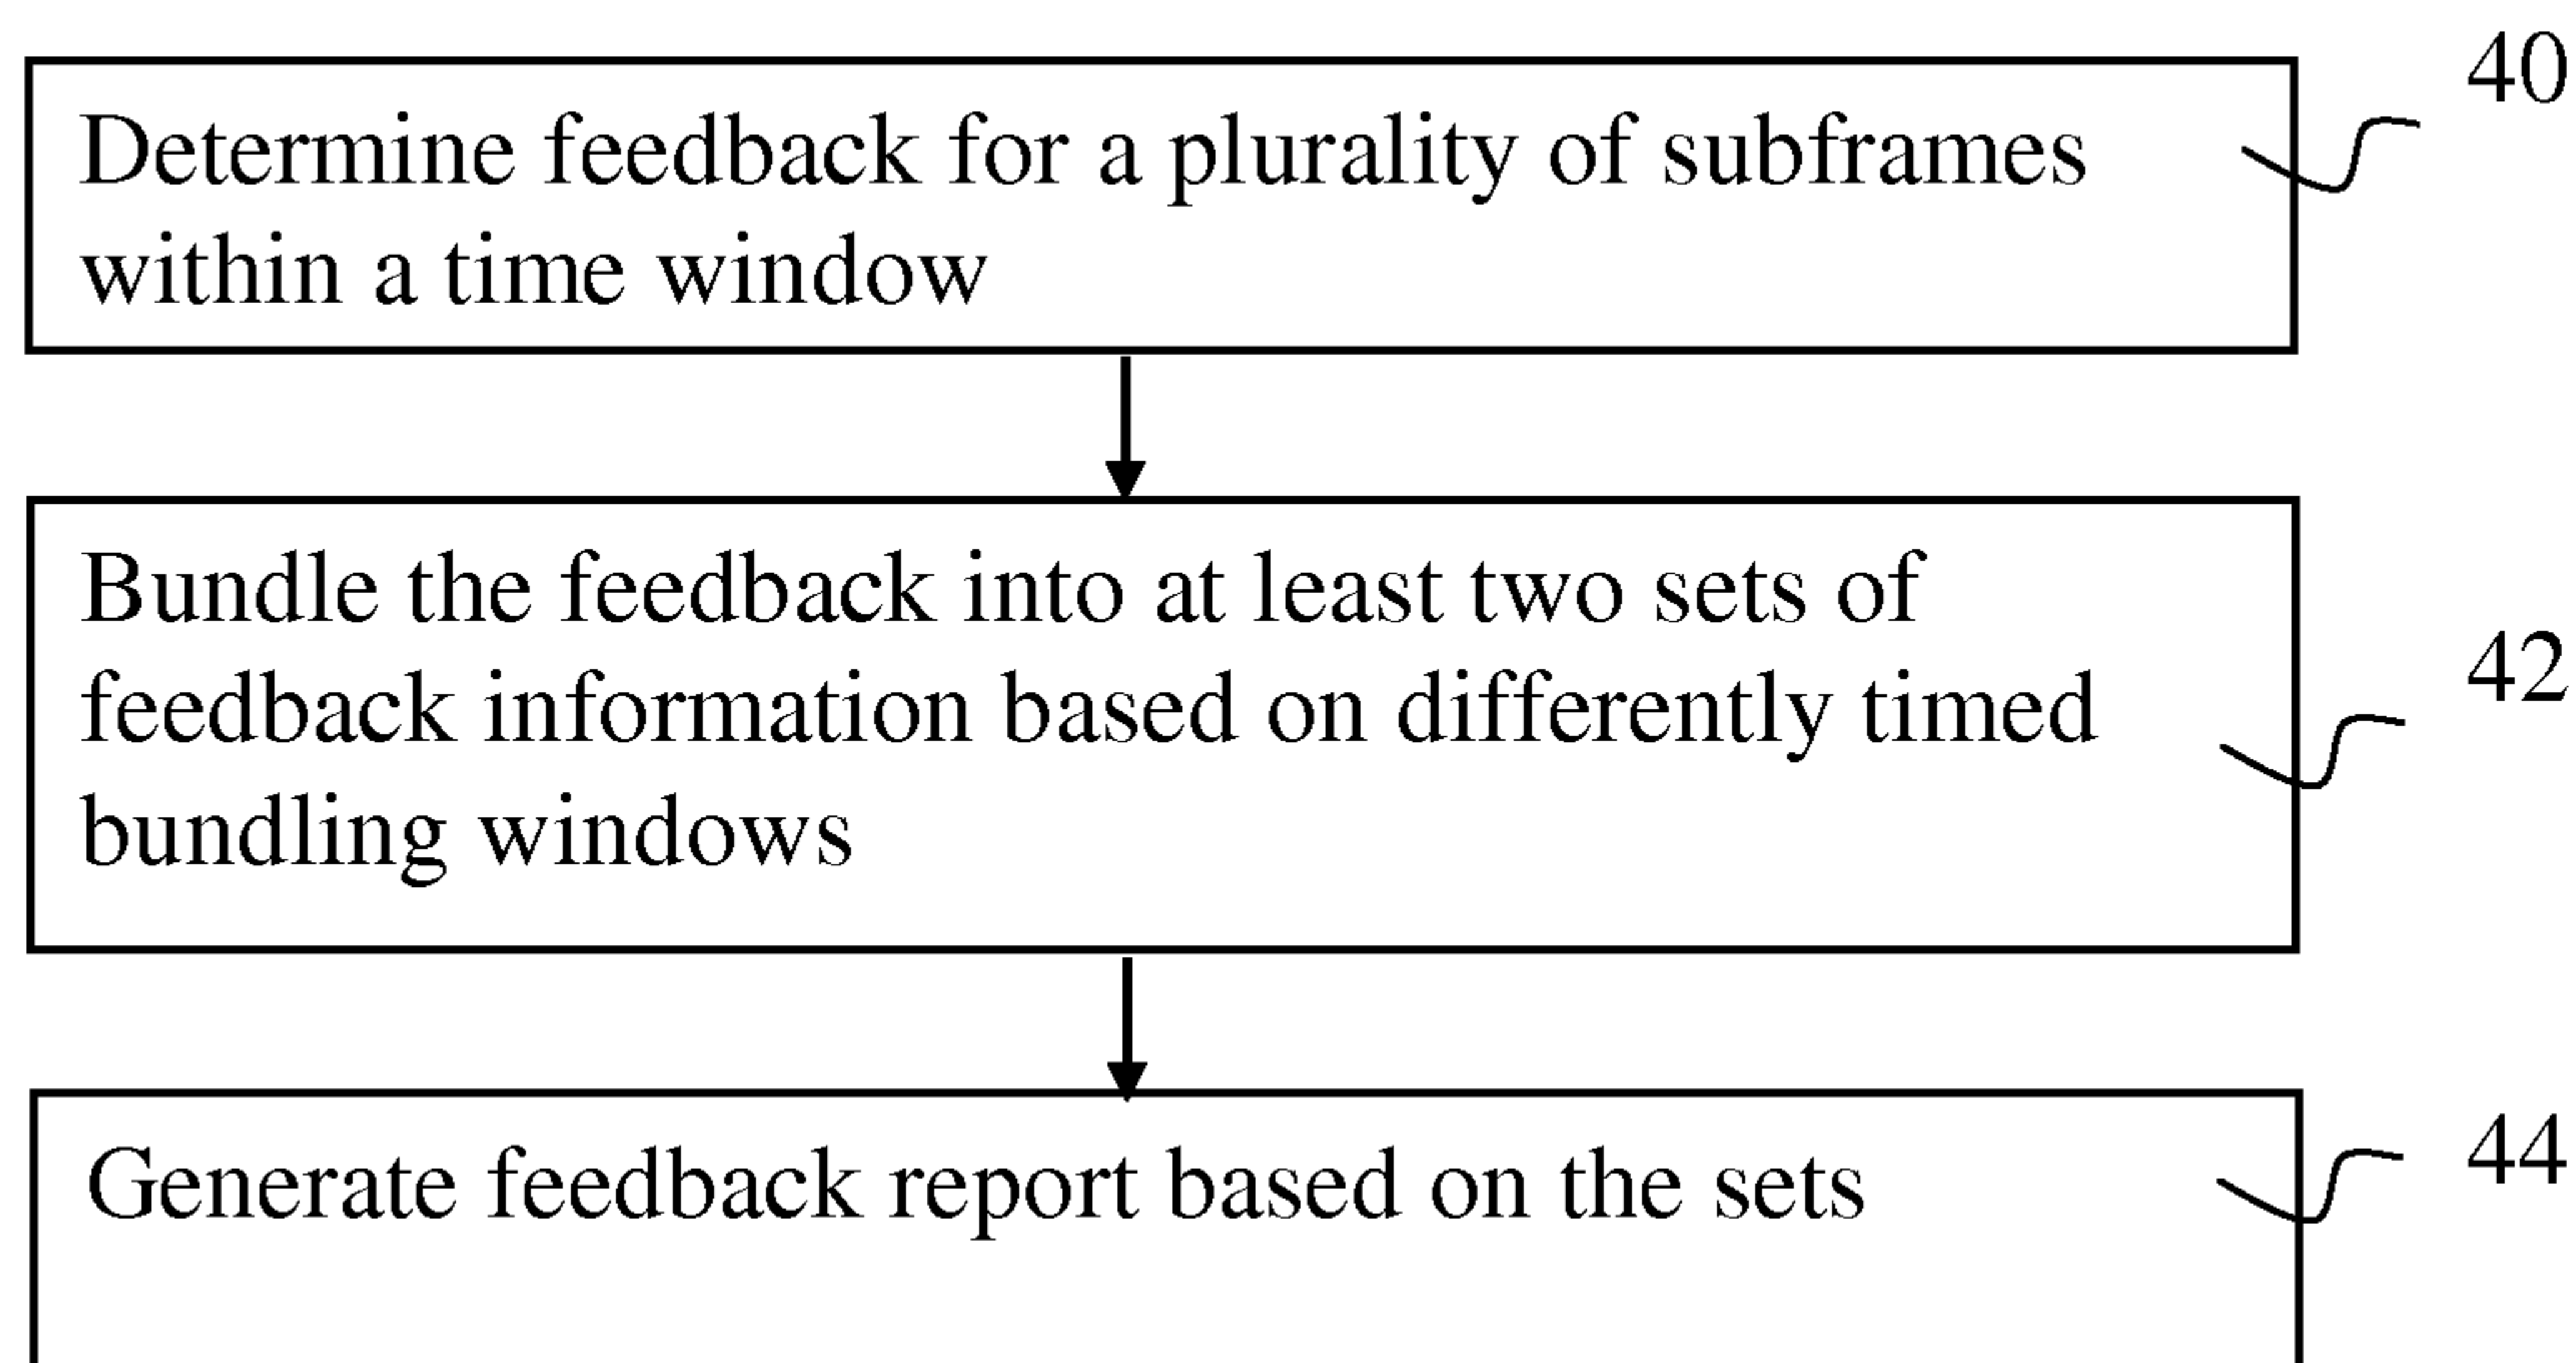 40
Determine feedback for a plurality of subframes
within a time window
Bundle the feedback into at least two sets of
42
feedback information based on differently timed
bundling windows
44
Generate feedback report based on the sets